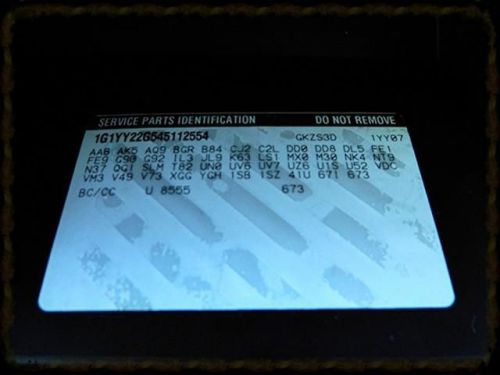 SERVICE PARTS IDENTIFICATION DO NOT REMOVE
1G1YY22G545112554 GKZS3D 1YY07
AAB AK5 AQ9 BGR B84 CJ2 C2L DD0 DD8 DL5 FE1
FE9 G90 G92 IL3 JL9 K63 LS1 MX0 M30 NK4 NT9
N37 QG1 SLM T82 UN0 UV6 UV7 UZ6 U1S U52 VDC
VM3 V49 V73 XGG YGH 1SB 1SZ 41U 67I 673
BC/CC U 8555 673